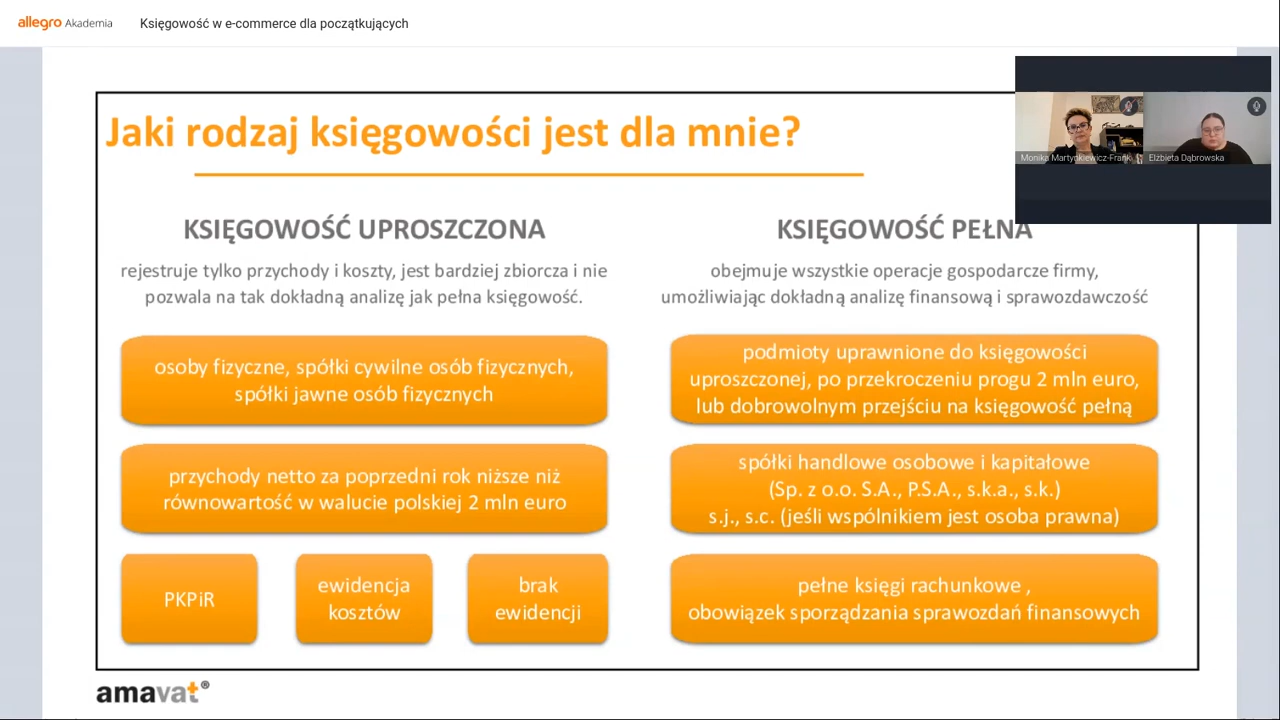 allegro Akademia
Księgowość w e-commerce dla początkujących
Jaki rodzaj księgowości jest dla mnie?
Elżbieta Dąbrowska
KSIĘGOWOŚĆ UPROSZCZONA
rejestruje tylko przychody i koszty, jest bardziej zbiorcza i nie
pozwala na tak dokładną analizę jak pełna księgowość.
osoby fizyczne, spółki cywilne osób fizycznych,
spółki jawne osób fizycznych
przychody netto za poprzedni rok niższe niż
równowartość w walucie polskiej 2 mln euro
PKPiR
ewidencja
kosztów
brak
ewidencji
KSIĘGOWOŚĆ PEŁNA
obejmuje wszystkie operacje gospodarcze firmy,
umożliwiając dokładną analizę finansową i sprawozdawczość
podmioty uprawnione do księgowości
uproszczonej, po przekroczeniu progu 2 mln euro,
lub dobrowolnym przejściu na księgowość pełną
spółki handlowe osobowe i kapitałowe
(Sp. z o.o. S.A., P.S.A., s.k.a., s.k.)
s.j., s.c. (jeśli wspólnikiem jest osoba prawna)
pełne księgi rachunkowe ,
obowiązek sporządzania sprawozdań finansowych
amavat®
Monika